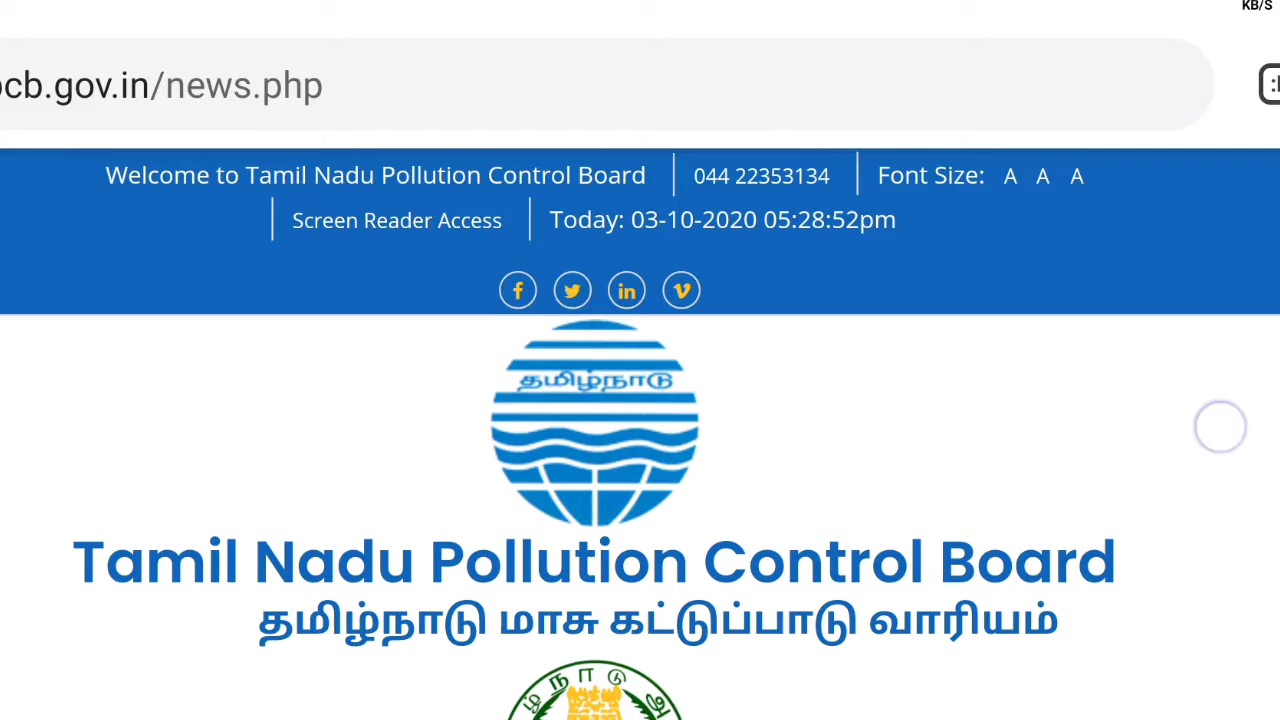 KB/S
cb.gov.in/news.php
Welcome to Tamil Nadu Pollution Control Board 044 22353134 Font Size: A A A
Screen Reader Access Today: 03-10-2020 05:28:52pm
தமிழ்நாடு
Tamil Nadu Pollution Control Board
தமிழ்நாடு மாசு கட்டுப்பாடு வாரியம்
ழ் நா டு அ